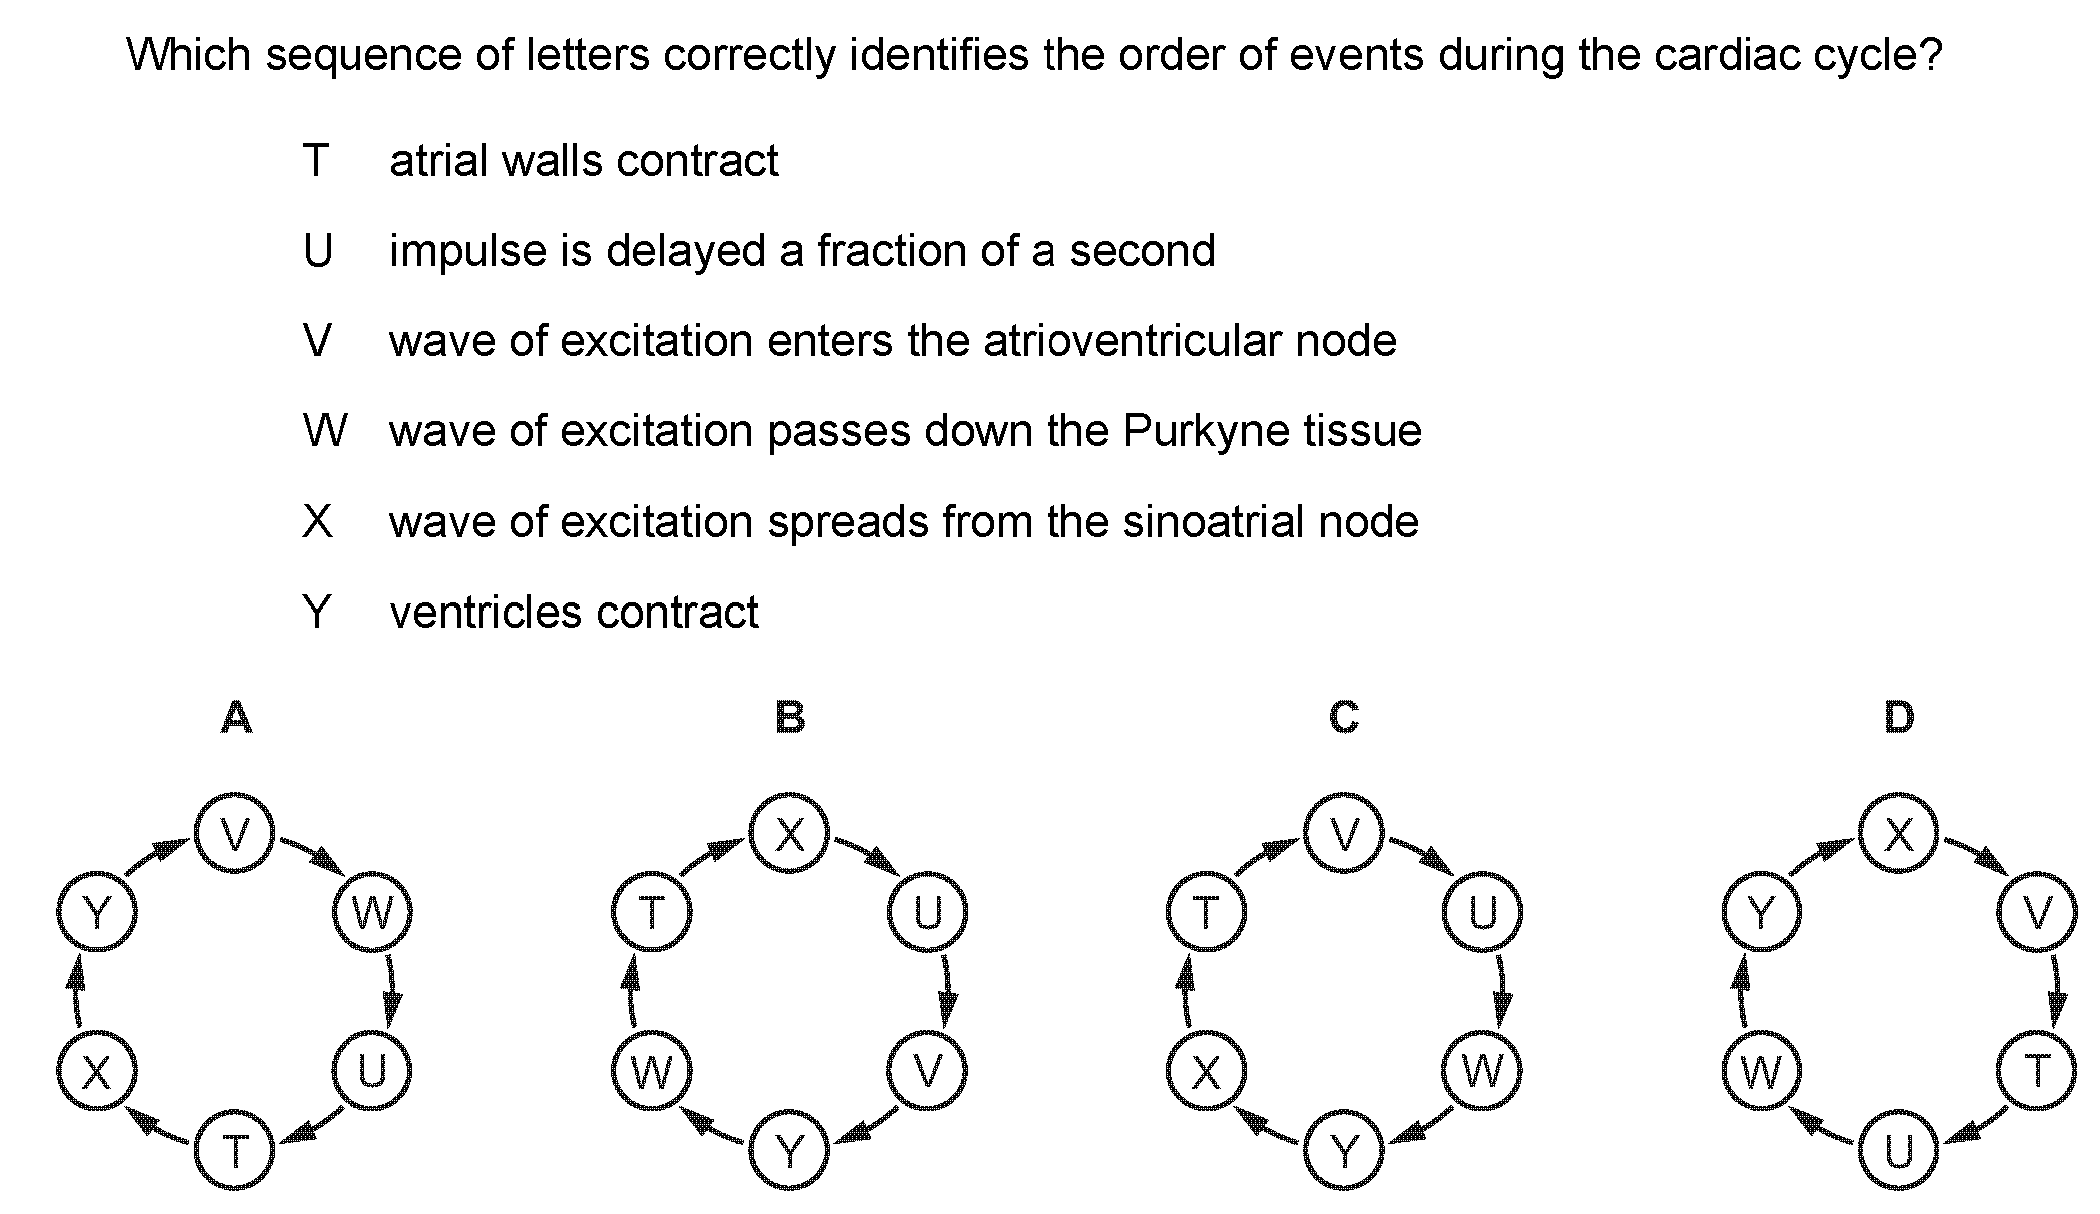 Which sequence of letters correctly identifies the order of events during the cardiac cycle?
T atrial walls contract
U impulse is delayed a fraction of a second
V wave of excitation enters the atrioventricular node
W wave of excitation passes down the Purkyne tissue
X wave of excitation spreads from the sinoatrial node
Y ventricles contract
A B C D
V X V X
Y W T U T U Y V
X U W V X W W T
T Y Y U